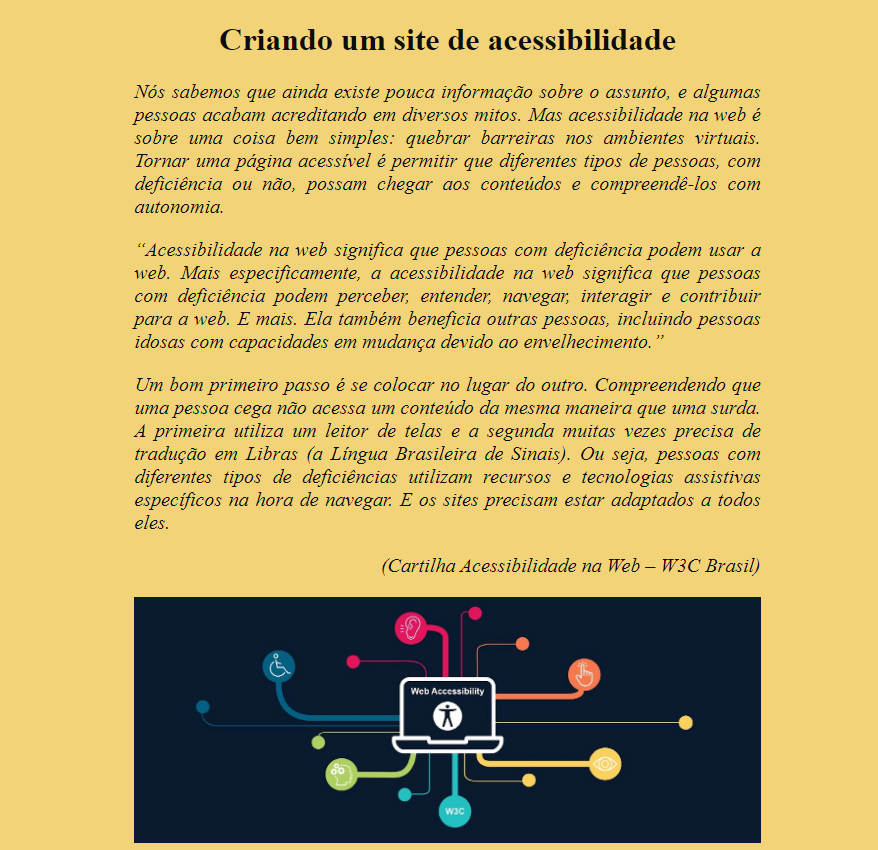 Criando um site de acessibilidade
Nós sabemos que ainda existe pouca informação sobre o assunto, e algumas
pessoas acabam acreditando em diversos mitos. Mas acessibilidade na web é
sobre uma coisa bem simples: quebrar barreiras nos ambientes virtuais.
Tornar uma página acessível é permitir que diferentes tipos de pessoas, com
deficiência ou não, possam chegar aos conteúdos e compreendê-los com
autonomia.
“Acessibilidade na web significa que pessoas com deficiência podem usar a
web. Mais especificamente, a acessibilidade na web significa que pessoas
com deficiência podem perceber, entender, navegar, interagir e contribuir
para a web. E mais. Ela também beneficia outras pessoas, incluindo pessoas
idosas com capacidades em mudança devido ao envelhecimento.”
Um bom primeiro passo é se colocar no lugar do outro. Compreendendo que
uma pessoa cega não acessa um conteúdo da mesma maneira que uma surda.
A primeira utiliza um leitor de telas e a segunda muitas vezes precisa de
tradução em Libras (a Língua Brasileira de Sinais). Ou seja, pessoas com
diferentes tipos de deficiências utilizam recursos e tecnologias assistivas
específicos na hora de navegar. E os sites precisam estar adaptados a todos
eles.
(Cartilha Acessibilidade na Web – W3C Brasil)
Web Accessibility
W3C